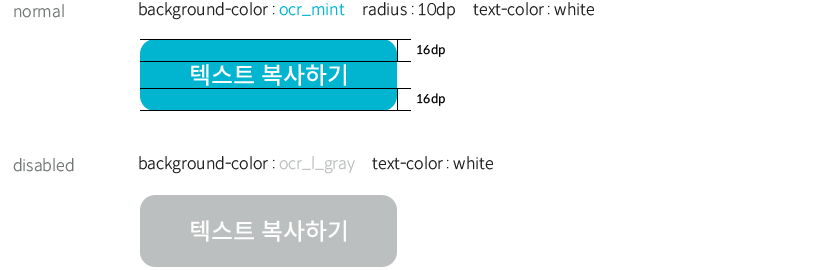 normal background-color : ocr_mint radius : 10dp text-color : white
16dp
텍스트 복사하기
16dp
disabled background-color : ocr_l_gray text-color : white
텍스트 복사하기